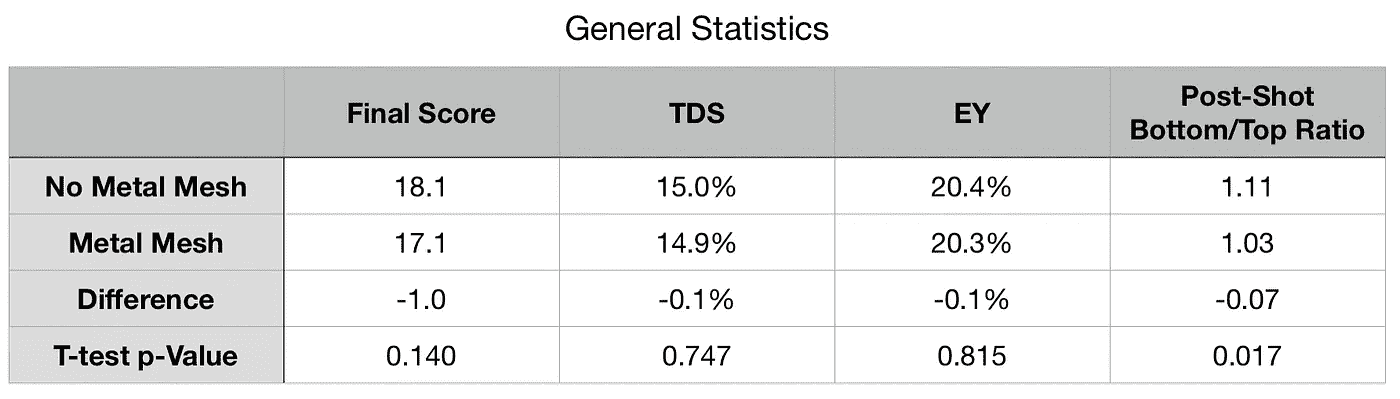 General Statistics
Final Score TDS EY Post-Shot Bottom/Top Ratio
No Metal Mesh 18.1 15.0% 20.4% 1.11
Metal Mesh 17.1 14.9% 20.3% 1.03
Difference -1.0 -0.1% -0.1% -0.07
T-test p-Value 0.140 0.747 0.815 0.017